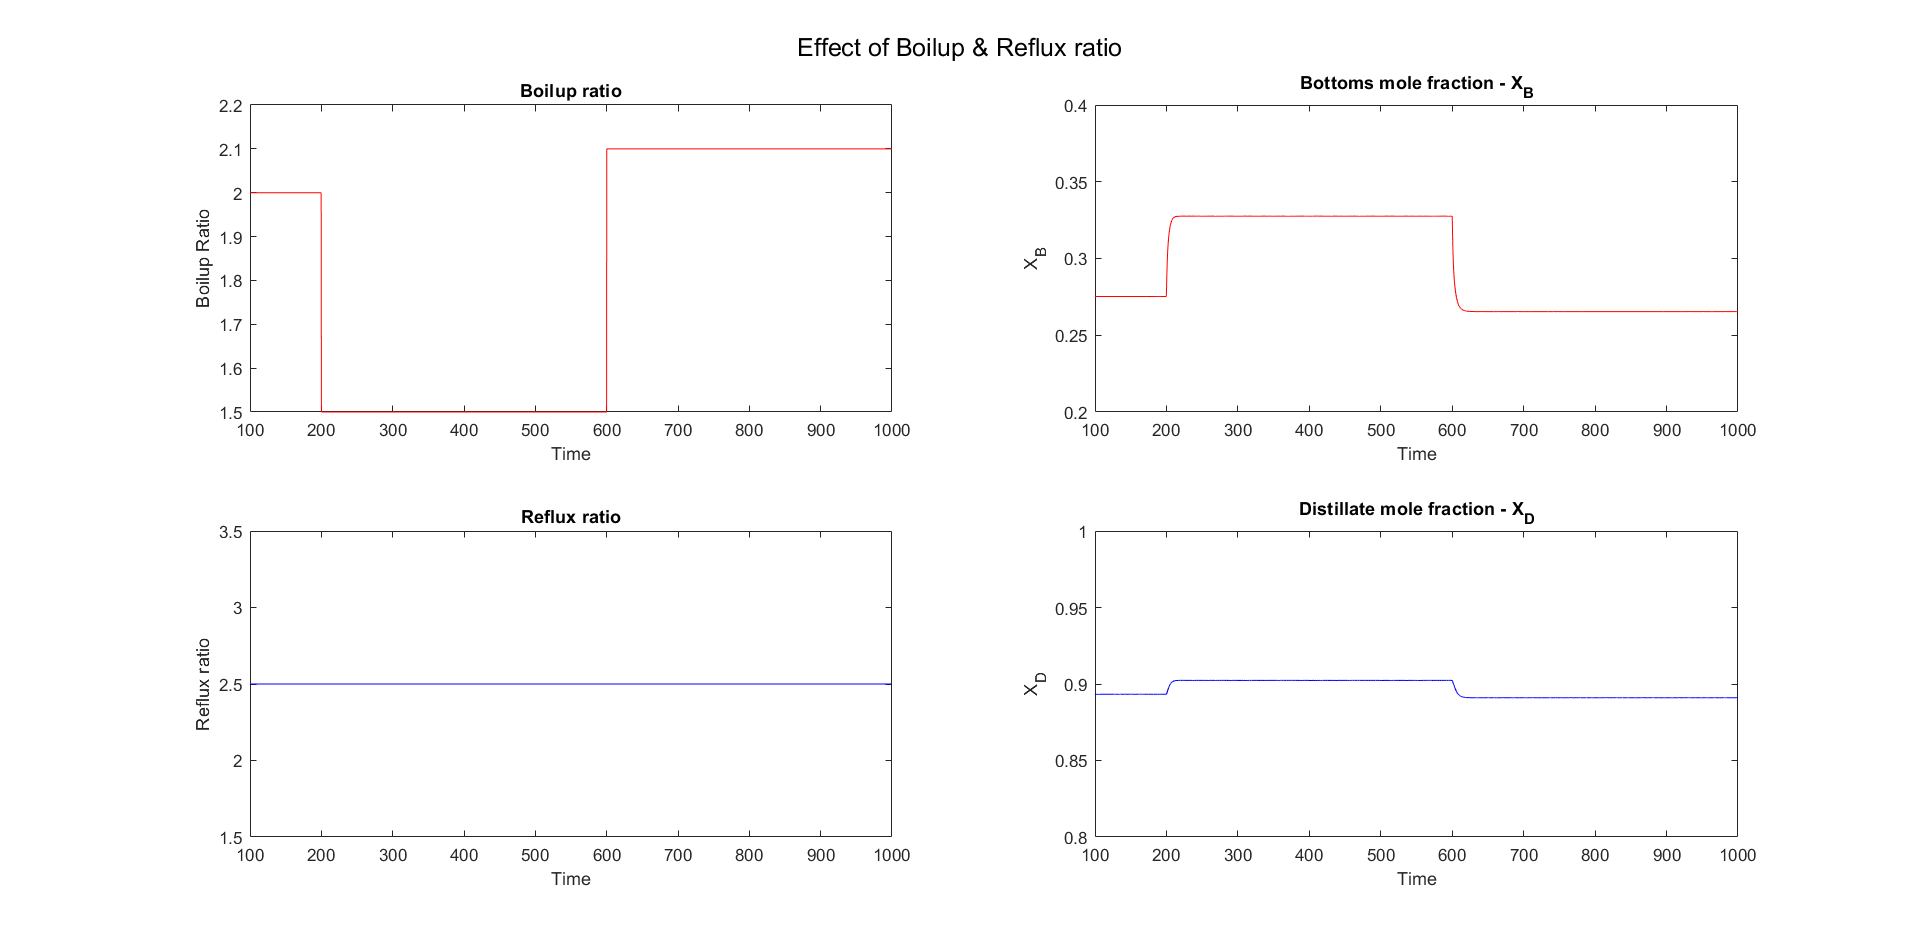 Effect of Boilup & Reflux ratio
Boilup ratio
2.2
2.1
2
1.9
1.8
1.7
1.6
1.5
Boilup Ratio
100 200 300 400 500 600 700 800 900 1000
Time
Bottoms mole fraction - X_B
0.4
0.35
0.3
0.25
0.2
X_B
100 200 300 400 500 600 700 800 900 1000
Time
Reflux ratio
3.5
3
2.5
2
1.5
Reflux ratio
100 200 300 400 500 600 700 800 900 1000
Time
Distillate mole fraction - X_D
1
0.95
0.9
0.85
0.8
X_D
100 200 300 400 500 600 700 800 900 1000
Time